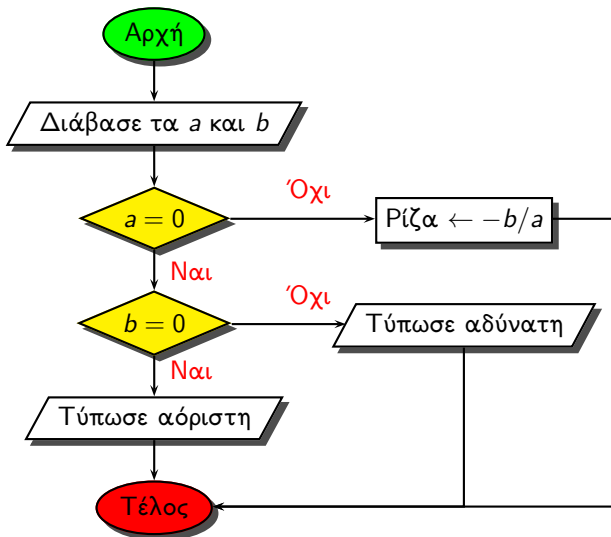 Αρχή
Διάβασε τα a και b
a = 0
Όχι
Ρίζα ← −b/a
Ναι
b = 0
Όχι
Τύπωσε αδύνατη
Ναι
Τύπωσε αόριστη
Τέλος